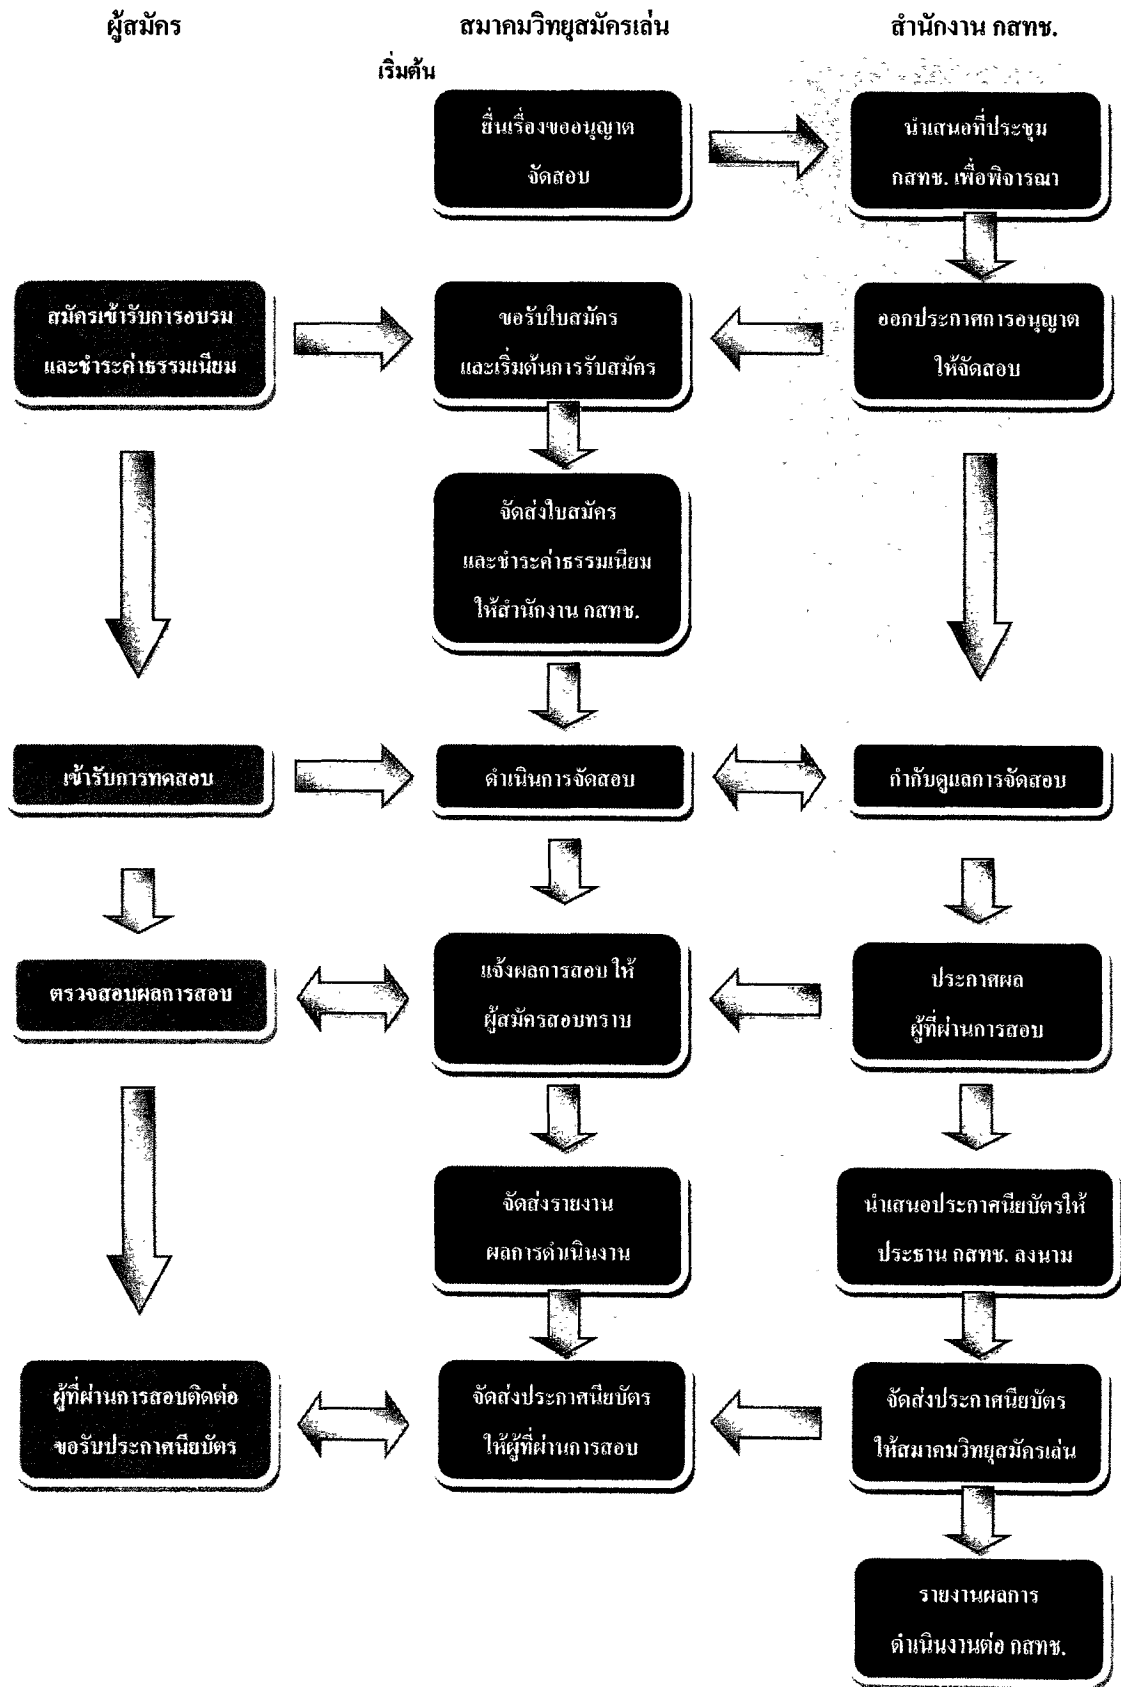 ผู้สมัคร
สมาคมวิทยุสมัครเล่น
สำนักงาน กสทช.
เริ่มต้น
ยื่นเรื่องขออนุญาต
จัดสอบ
นำเสนอที่ประชุม
กสทช. เพื่อพิจารณา
สมัครเข้ารับการอบรม
และชำระค่าธรรมเนียม
ขอรับใบสมัคร
และเริ่มต้นการรับสมัคร
ออกประกาศการอนุญาต
ให้จัดสอบ
จัดส่งใบสมัคร
และชำระค่าธรรมเนียม
ให้สำนักงาน กสทช.
เข้ารับการทดสอบ
ดำเนินการจัดสอบ
กำกับดูแลการจัดสอบ
ตรวจสอบผลการสอบ
แจ้งผลการสอบ ให้
ผู้สมัครสอบทราบ
ประกาศผล
ผู้ที่ผ่านการสอบ
จัดส่งรายงาน
ผลการดำเนินงาน
นำเสนอประกาศนียบัตรให้
ประธาน กสทช. ลงนาม
ผู้ที่ผ่านการสอบติดต่อ
ขอรับประกาศนียบัตร
จัดส่งประกาศนียบัตร
ให้ผู้ที่ผ่านการสอบ
จัดส่งประกาศนียบัตร
ให้สมาคมวิทยุสมัครเล่น
รายงานผลการ
ดำเนินงานต่อ กสทช.